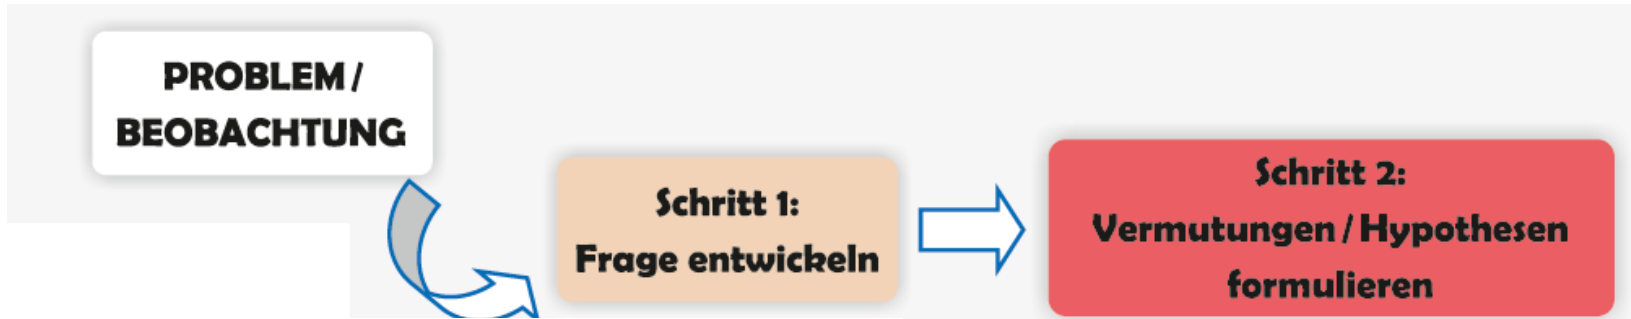 PROBLEM /
BEOBACHTUNG
Schritt 1:
Frage entwickeln
Schritt 2:
Vermutungen / Hypothesen
formulieren